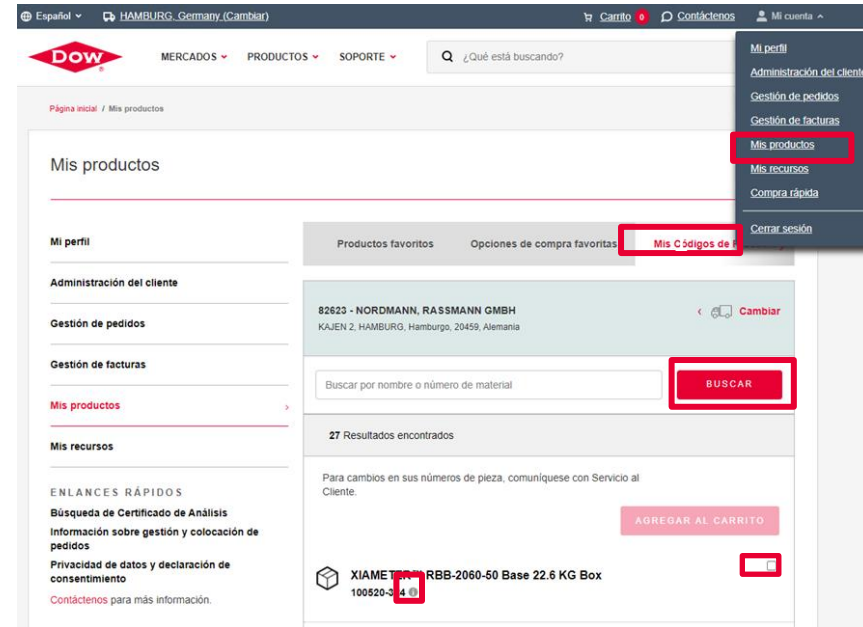 Español
HAMBURG, Germany (Cambiar)
Carrito 0
Contáctenos
Mi cuenta
DOW
MERCADOS
PRODUCTOS
SOPORTE
¿Qué está buscando?
Mi perfil
Administración del cliente
Gestión de pedidos
Gestión de facturas
Mis productos
Mis recursos
Compra rápida
Cerrar sesión
Página inicial / Mis productos
Mis productos
Mi perfil
Administración del cliente
Gestión de pedidos
Gestión de facturas
Mis productos
Mis recursos
ENLANCES RÁPIDOS
Búsqueda de Certificado de Análisis
Información sobre gestión y colocación de
pedidos
Privacidad de datos y declaración de
consentimiento
Contáctenos para más información.
Productos favoritos
Opciones de compra favoritas
Mis Códigos de
82623 - NORDMANN, RASSMANN GMBH
KAJEN 2, HAMBURG, Hamburgo, 20459, Alemania
Cambiar
Buscar por nombre o número de material
BUSCAR
27 Resultados encontrados
Para cambios en sus números de pieza, comuníquese con Servicio al
Cliente.
AGREGAR AL CARRITO
XIAMETER™ RBB-2060-50 Base 22.6 KG Box